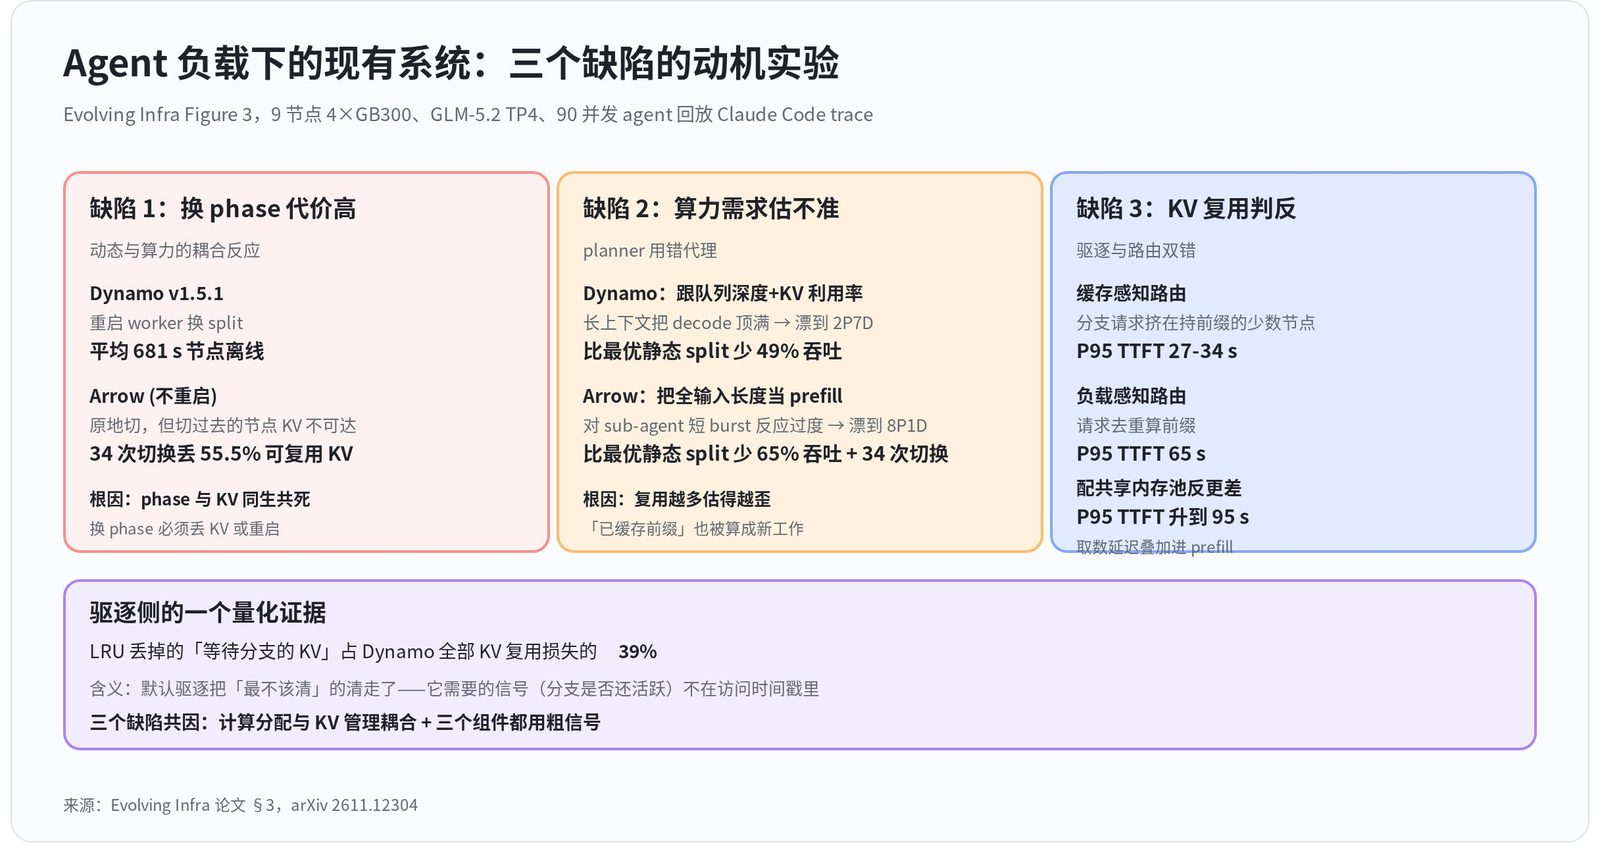 Agent 负载下的现有系统：三个缺陷的动机实验
Evolving Infra Figure 3，9 节点 4×GB300、GLM-5.2 TP4、90 并发 agent 回放 Claude Code trace
缺陷 1：换 phase 代价高
动态与算力的耦合反应
Dynamo v1.5.1
重启 worker 换 split
平均 681 s 节点离线
Arrow (不重启)
原地切，但切过去的节点 KV 不可达
34 次切换丢 55.5% 可复用 KV
根因：phase 与 KV 同生共死
换 phase 必须丢 KV 或重启
缺陷 2：算力需求估不准
planner 用错代理
Dynamo：跟队列深度+KV 利用率
长上下文把 decode 顶满 → 漂到 2P7D
比最优静态 split 少 49% 吞吐
Arrow：把全输入长度当 prefill
对 sub-agent 短 burst 反应过度 → 漂到 8P1D
比最优静态 split 少 65% 吞吐 + 34 次切换
根因：复用越多估得越歪
「已缓存前缀」也被算成新工作
缺陷 3：KV 复用判反
驱逐与路由双错
缓存感知路由
分支请求挤在持前缀的少数节点
P95 TTFT 27-34 s
负载感知路由
请求去重算前缀
P95 TTFT 65 s
配共享内存池反更差
P95 TTFT 升到 95 s
取数延迟叠加进 prefill
驱逐侧的一个量化证据
LRU 丢掉的「等待分支的 KV」占 Dynamo 全部 KV 复用损失的 39%
含义：默认驱逐把「最不该清」的清走了——它需要的信号（分支是否还活跃）不在访问时间戳里
三个缺陷共因：计算分配与 KV 管理耦合 + 三个组件都用粗信号
来源：Evolving Infra 论文 §3，arXiv 2611.12304